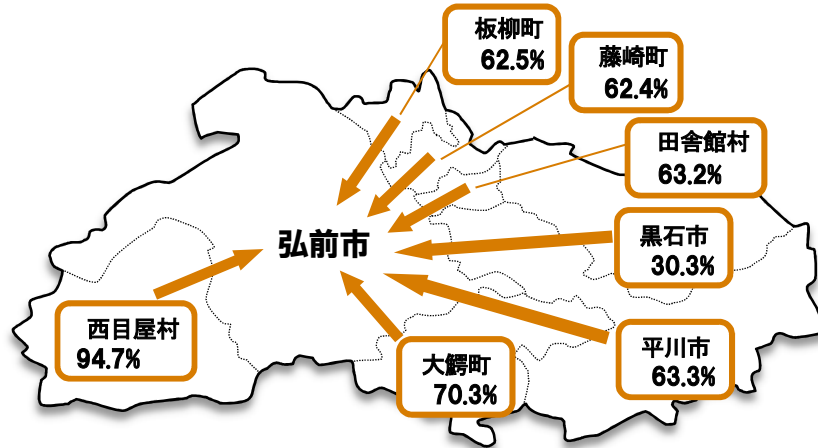 板柳町
62.5%
藤崎町
62.4%
田舎館村
63.2%
弘前市
黒石市
30.3%
西目屋村
94.7%
大鰐町
70.3%
平川市
63.3%